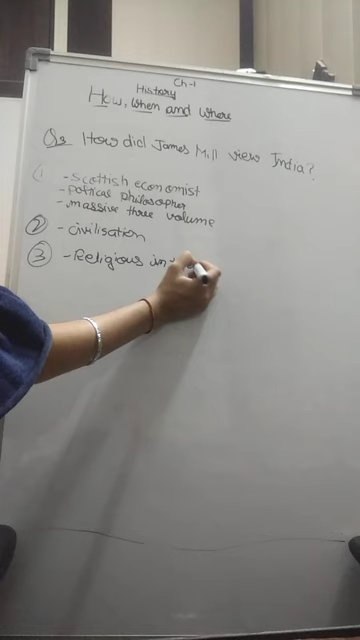 Ch-1
History
How, When and Where
Qs How did James Mill view India?
1 - Scottish economist
- Political philosopher
- massive three volume
2 - civilisation
3 - Religious in